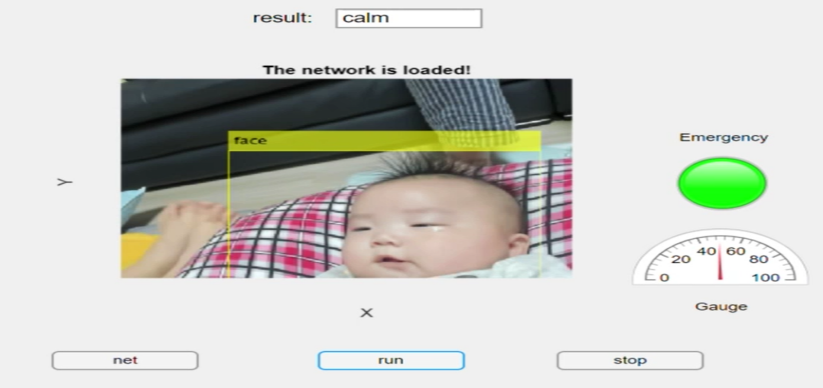 result: calm
The network is loaded!
face
Emergency
Y
0 20 40 60 80 100
X
Gauge
net run stop